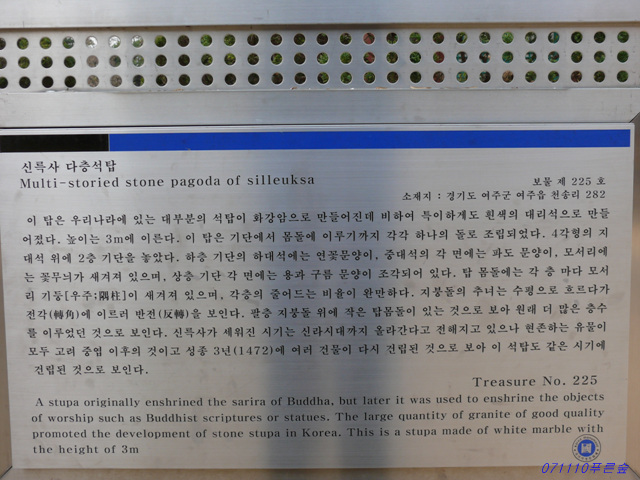 신륵사 다층석탑
Multi-storied stone pagoda of silleuksa
보물 제 225 호
소재지 : 경기도 여주군 여주읍 천송리 282
이 탑은 우리나라에 있는 대부분의 석탑이 화강암으로 만들어진데 비하여 특이하게도 흰색의 대리석으로 만들
어졌다. 높이는 3m에 이른다. 이 탑은 기단에서 몸돌에 이루기까지 각각 하나의 돌로 조립되었다. 4각형의 지
대석 위에 2층 기단을 놓았다. 하층 기단의 하대석에는 연꽃문양이, 중대석의 각 면에는 파도 문양이, 모서리에
는 꽃무늬가 새겨져 있으며, 상층 기단 각 면에는 용과 구름 문양이 조각되어 있다. 탑 몸돌에는 각 층 마다 모서
리 기둥[우주;隅柱]이 새겨져 있으며, 각층의 줄어드는 비율이 완만하다. 지붕돌의 추녀는 수평으로 흐르다가
전각(轉角)에 이르러 반전(反轉)을 보인다. 팔층 지붕돌 위에 작은 탑몸돌이 있는 것으로 보아 원래 더 많은 층수
를 이루었던 것으로 보인다. 신륵사가 세워진 시기는 신라시대까지 올라간다고 전해지고 있으나 현존하는 유물이
모두 고려 중엽 이후의 것이고 성종 3년(1472)에 여러 건물이 다시 건립된 것으로 보아 이 석탑도 같은 시기에
건립된 것으로 보인다.
Treasure No. 225
A stupa originally enshrined the sarira of Buddha, but later it was used to enshrine the objects
of worship such as Buddhist scriptures or statues. The large quantity of granite of good quality
promoted the development of stone stupa in Korea. This is a stupa made of white marble with
the height of 3m
國
071110푸른숲